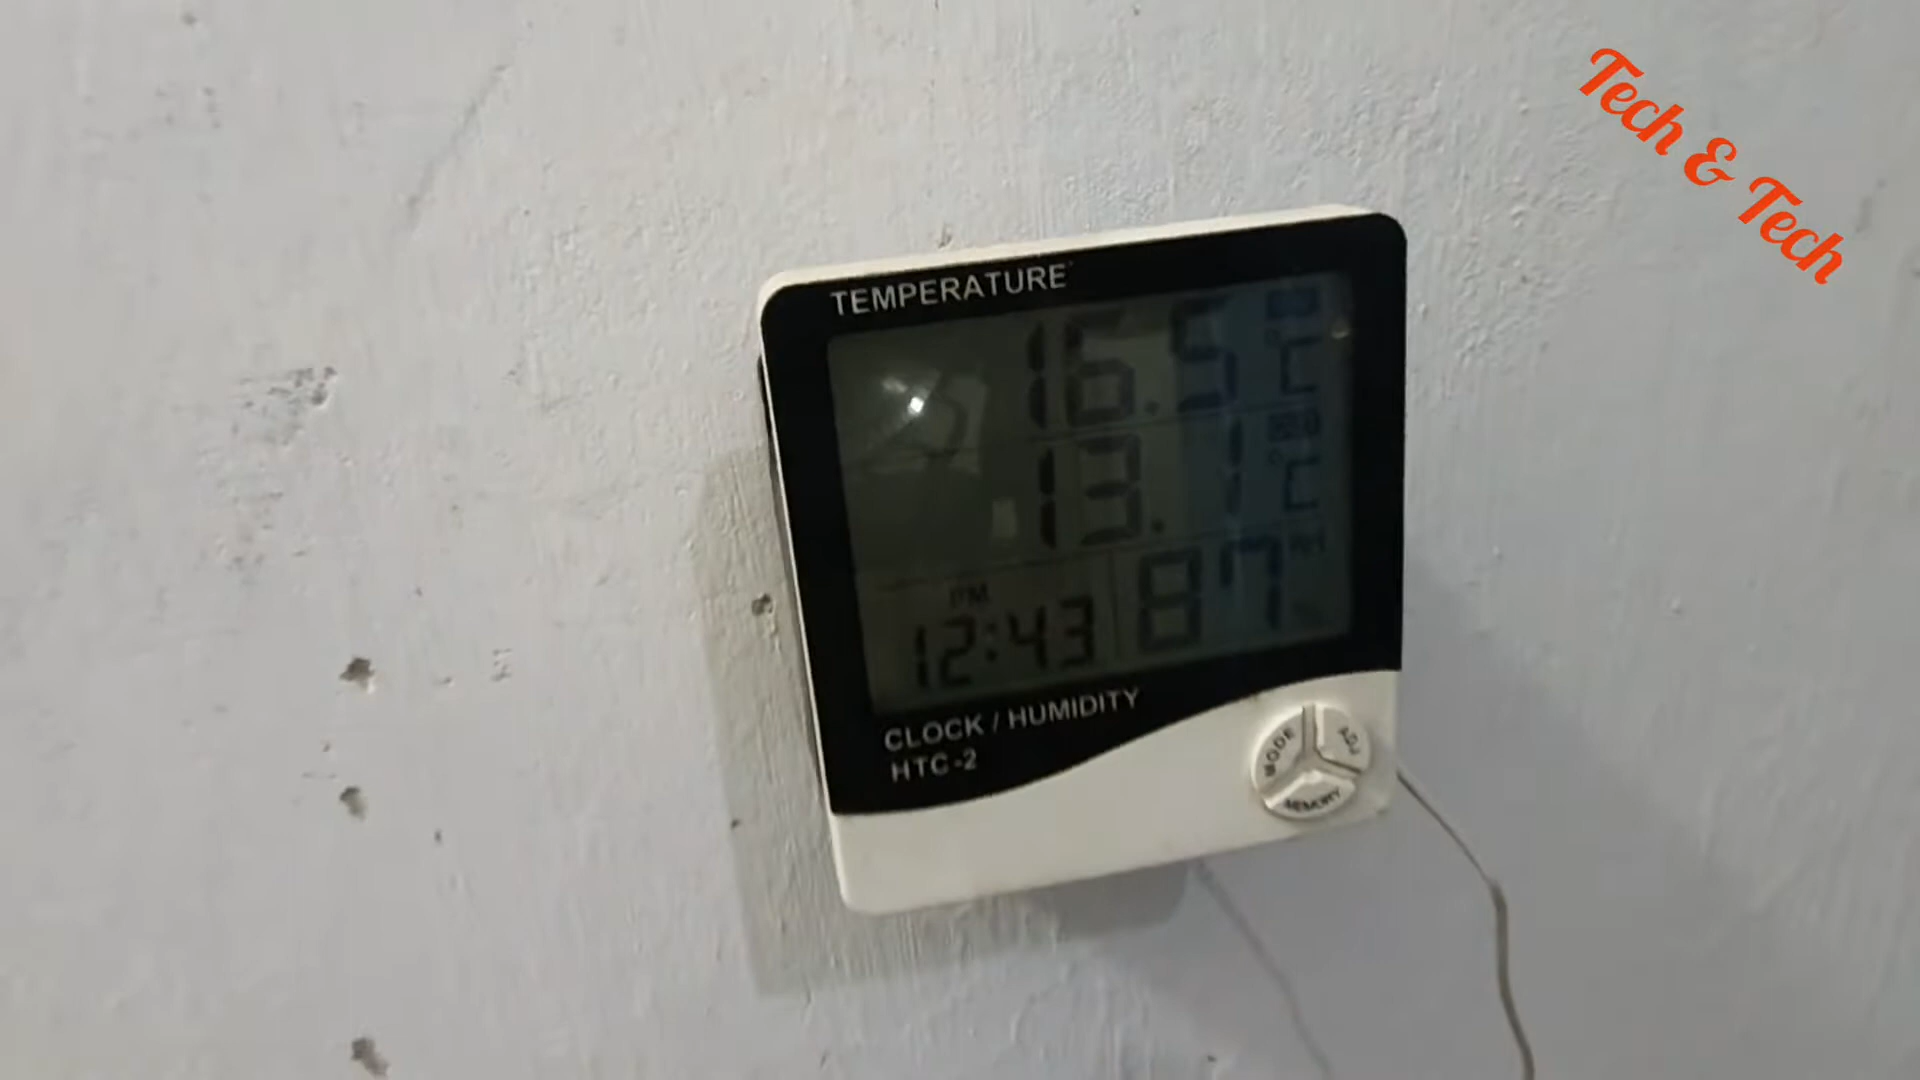 Tech & Tech
TEMPERATURE
16.5 °C
13.1 °C
PM
12:43 87
CLOCK / HUMIDITY
HTC-2
MODE
ADJ
MEMORY